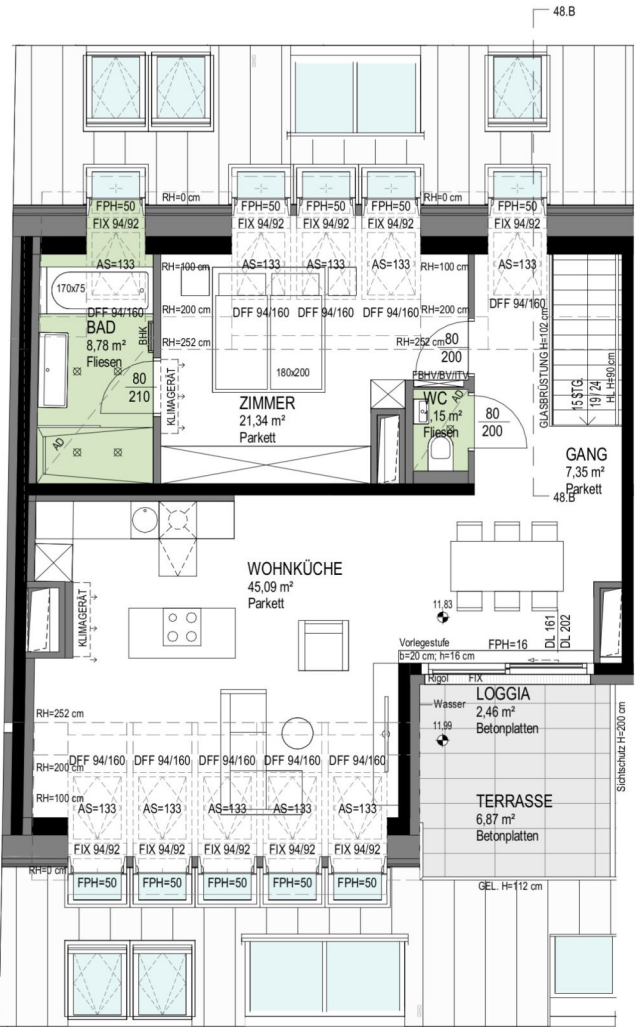 48.B
RH=0 cm
RH=0 cm
FPH=50
FPH=50
FPH=50
FPH=50
FPH=50
FIX 94/92
FIX 94/92
FIX 94/92
FIX 94/92
FIX 94/92
AS=133
RH=100 cm
AS=133
AS=133
AS=133
RH=100 cm
AS=133
170x75
DFF 94/160
RH=200 cm
DFF 94/160
DFF 94/160
DFF 94/160
RH=200 cm
DFF 94/160
BAD
8,78 m²
Fliesen
BHK
RH=252 cm
RH=252 cm
80
200
GLASBRÜSTUNG H=102 cm
80
210
KLIMAGERÄT
180x200
FBHV/BV/ITV
15 STG.
19/24
HL H=90 cm
ZIMMER
21,34 m²
Parkett
WC
1,15 m²
Fliesen
AD
80
200
AD
GANG
7,35 m²
Parkett
48.B
WOHNKÜCHE
45,09 m²
Parkett
KLIMAGERÄT
11,83
Vorlegestufe
b=20 cm; h=16 cm
FPH=16
DL 161
DL 202
Rigol
FIX
LOGGIA
2,46 m²
Betonplatten
Wasser
11,99
Sichtschutz H=200 cm
RH=252 cm
DFF 94/160
DFF 94/160
DFF 94/160
DFF 94/160
DFF 94/160
RH=200 cm
RH=100 cm
AS=133
AS=133
AS=133
AS=133
AS=133
TERRASSE
6,87 m²
Betonplatten
FIX 94/92
FIX 94/92
FIX 94/92
FIX 94/92
FIX 94/92
RH=0 cm
FPH=50
FPH=50
FPH=50
FPH=50
FPH=50
GEL. H=112 cm